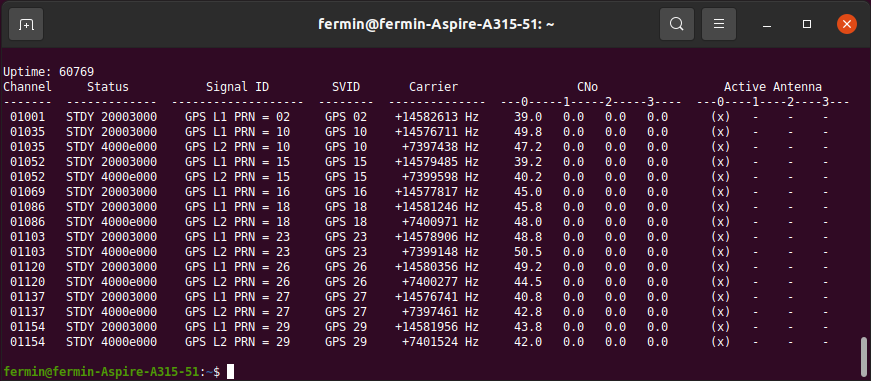 fermin@fermin-Aspire-A315-51: ~
Uptime: 60769
Channel     Status           Signal ID         SVID       Carrier                 CNo                  Active Antenna
-------  -------------  -------------------  --------  --------------  ---0-----1-----2-----3----    ---0----1----2----3---
 01001   STDY 20003000    GPS L1 PRN = 02     GPS 02   +14582613 Hz     39.0   0.0   0.0   0.0      (x)   -    -    -
 01035   STDY 20003000    GPS L1 PRN = 10     GPS 10   +14576711 Hz     49.8   0.0   0.0   0.0      (x)   -    -    -
 01035   STDY 4000e000    GPS L2 PRN = 10     GPS 10    +7397438 Hz     47.2   0.0   0.0   0.0      (x)   -    -    -
 01052   STDY 20003000    GPS L1 PRN = 15     GPS 15   +14579485 Hz     39.2   0.0   0.0   0.0      (x)   -    -    -
 01052   STDY 4000e000    GPS L2 PRN = 15     GPS 15    +7399598 Hz     40.2   0.0   0.0   0.0      (x)   -    -    -
 01069   STDY 20003000    GPS L1 PRN = 16     GPS 16   +14577817 Hz     45.0   0.0   0.0   0.0      (x)   -    -    -
 01086   STDY 20003000    GPS L1 PRN = 18     GPS 18   +14581246 Hz     45.8   0.0   0.0   0.0      (x)   -    -    -
 01086   STDY 4000e000    GPS L2 PRN = 18     GPS 18    +7400971 Hz     48.0   0.0   0.0   0.0      (x)   -    -    -
 01103   STDY 20003000    GPS L1 PRN = 23     GPS 23   +14578906 Hz     48.8   0.0   0.0   0.0      (x)   -    -    -
 01103   STDY 4000e000    GPS L2 PRN = 23     GPS 23    +7399148 Hz     50.5   0.0   0.0   0.0      (x)   -    -    -
 01120   STDY 20003000    GPS L1 PRN = 26     GPS 26   +14580356 Hz     49.2   0.0   0.0   0.0      (x)   -    -    -
 01120   STDY 4000e000    GPS L2 PRN = 26     GPS 26    +7400277 Hz     44.5   0.0   0.0   0.0      (x)   -    -    -
 01137   STDY 20003000    GPS L1 PRN = 27     GPS 27   +14576741 Hz     40.8   0.0   0.0   0.0      (x)   -    -    -
 01137   STDY 4000e000    GPS L2 PRN = 27     GPS 27    +7397461 Hz     42.8   0.0   0.0   0.0      (x)   -    -    -
 01154   STDY 20003000    GPS L1 PRN = 29     GPS 29   +14581956 Hz     43.8   0.0   0.0   0.0      (x)   -    -    -
 01154   STDY 4000e000    GPS L2 PRN = 29     GPS 29    +7401524 Hz     42.0   0.0   0.0   0.0      (x)   -    -    -
fermin@fermin-Aspire-A315-51:~$